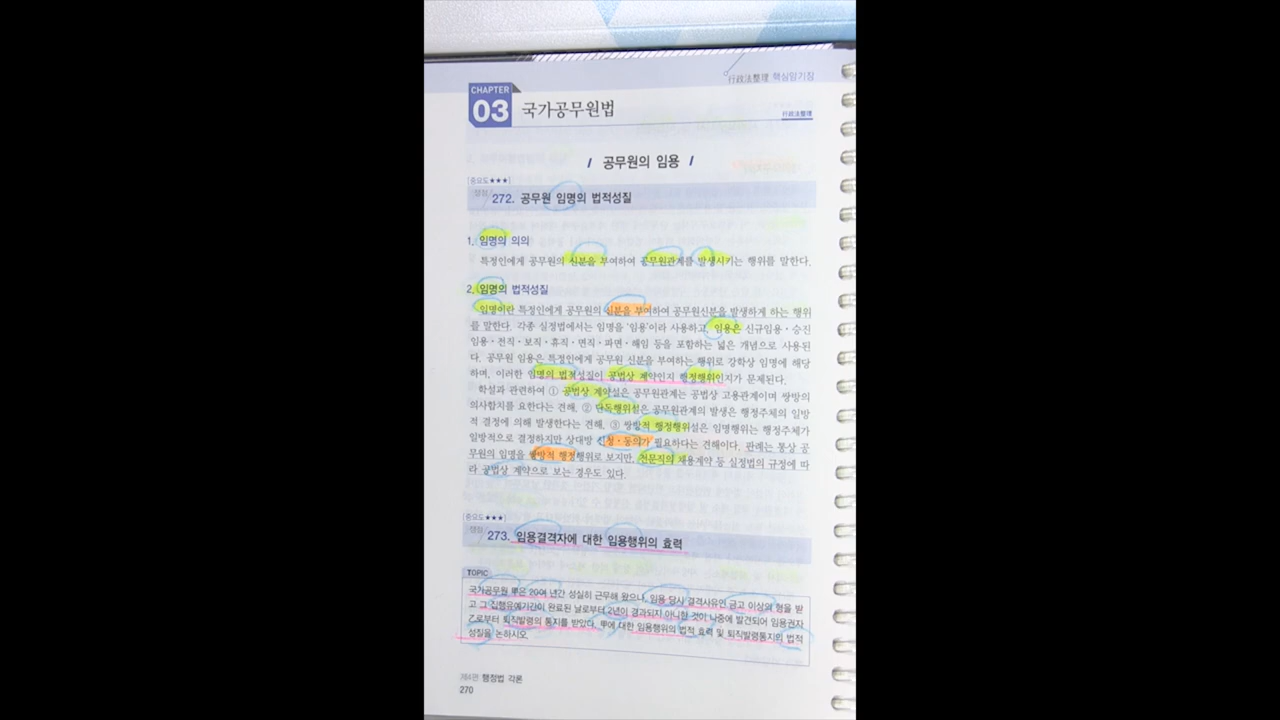 行政法整理 핵심암기장
CHAPTER
03 국가공무원법
行政法整理
/ 공무원의 임용 /
[중요도★★★]
쟁점
272. 공무원 임명의 법적성질
1. 임명의 의의
특정인에게 공무원의 신분을 부여하여 공무원관계를 발생시키는 행위를 말한다.
2. 임명의 법적성질
임명이란 특정인에게 공무원의 신분을 부여하여 공무원신분을 발생하게 하는 행위
를 말한다. 각종 실정법에서는 임명을 '임용'이라 사용하고, 임용은 신규임용·승진
임용·전직·보직·휴직·면직·파면·해임 등을 포함하는 넓은 개념으로 사용된
다. 공무원 임용은 특정인에게 공무원 신분을 부여하는 행위로 강학상 임명에 해당
하며, 이러한 임명의 법적성질이 공법상 계약인지 행정행위인지가 문제된다.
학설과 관련하여 ① 공법상 계약설은 공무원관계는 공법상 고용관계이며 쌍방의
의사합치를 요한다는 견해, ② 단독행위설은 공무원관계의 발생은 행정주체의 일방
적 결정에 의해 발생한다는 견해, ③ 쌍방적 행정행위설은 임명행위는 행정주체가
일방적으로 결정하지만 상대방 신청·동의가 필요하다는 견해이다. 판례는 통상 공
무원의 임명을 쌍방적 행정행위로 보지만, 전문직의 채용계약 등 실정법의 규정에 따
라 공법상 계약으로 보는 경우도 있다.
[중요도★★★]
쟁점
273. 임용결격자에 대한 임용행위의 효력
TOPIC
국가공무원 甲은 20여 년간 성실히 근무해 왔으나, 임용 당시 결격사유인 금고 이상의 형을 받
고 그 집행유예기간이 완료된 날로부터 2년이 경과되지 아니한 것이 나중에 발견되어 임용권자
乙로부터 퇴직발령의 통지를 받았다. 甲에 대한 임용행위의 법적 효력 및 퇴직발령통지의 법적
성질을 논하시오.
제4편 행정법 각론
270